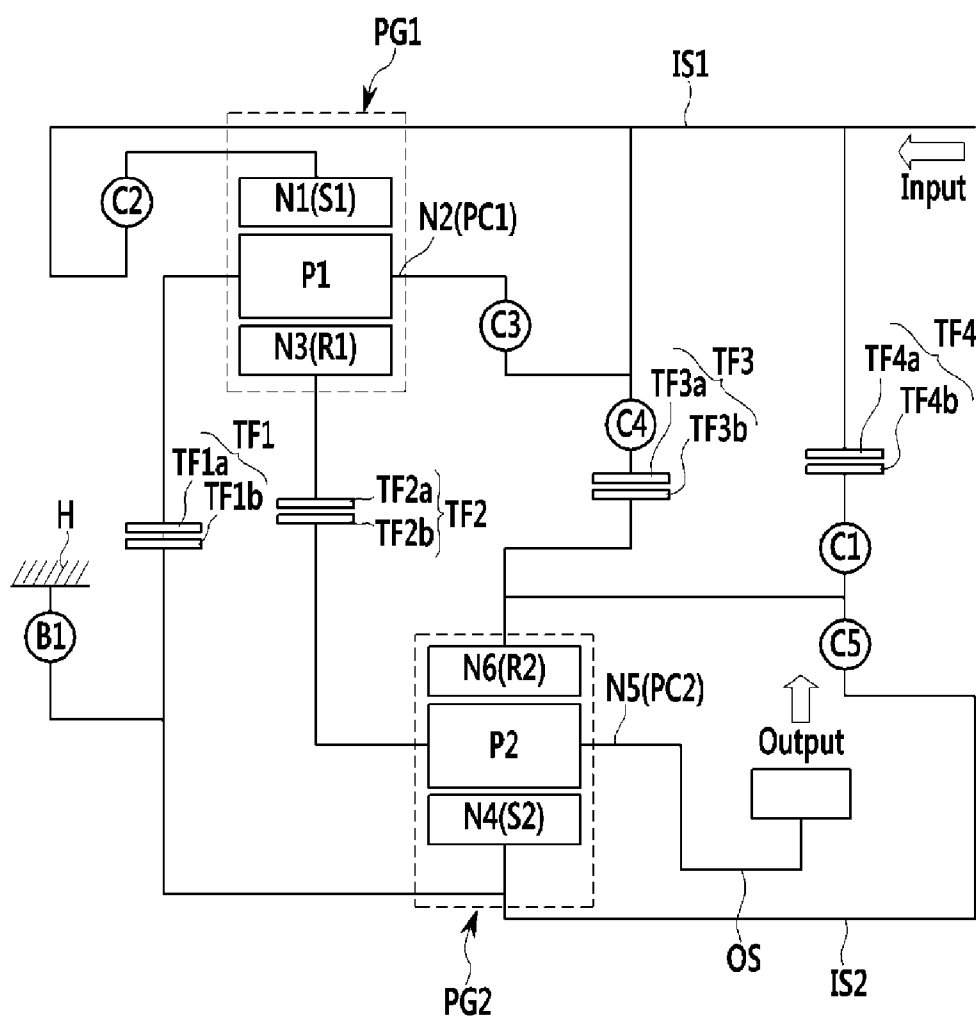 PG1
IS1
Input
C2
N1(S1)
N2(PC1)
P1
C3
N3(R1)
TF3
TF3a
TF3b
TF4
TF4a
TF4b
C4
TF1
TF1a
TF1b
TF2a
TF2b
TF2
H
C1
B1
C5
N6(R2)
N5(PC2)
P2
Output
N4(S2)
OS
IS2
PG2